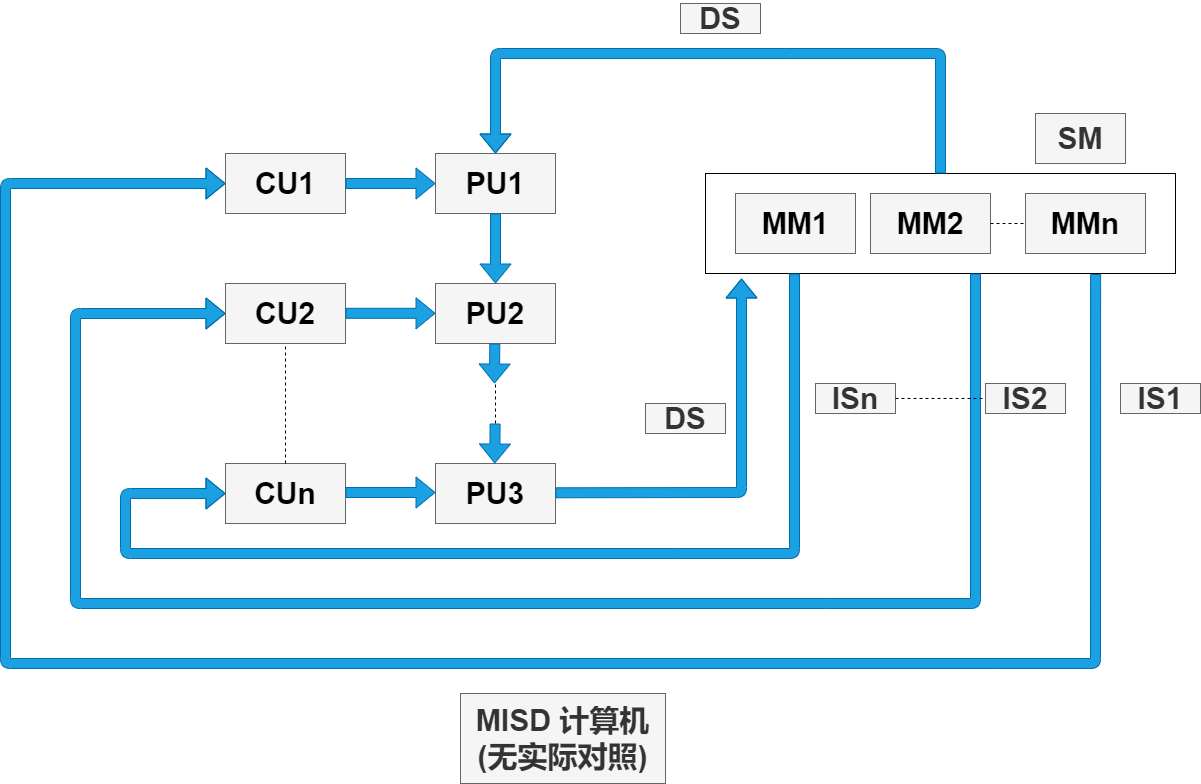 DS
SM
CU1
PU1
MM1
MM2
MMn
CU2
PU2
ISn
IS2
IS1
DS
CUn
PU3
MISD 计算机
(无实际对照)